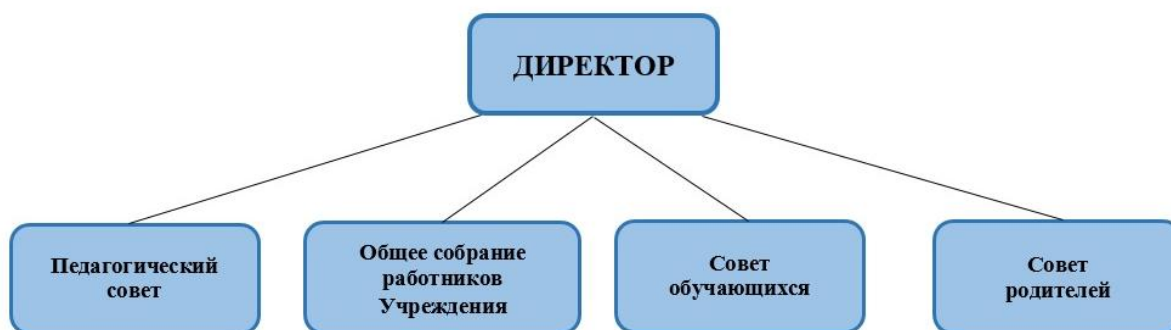 ДИРЕКТОР
Педагогический
совет
Общее собрание
работников
Учреждения
Совет
обучающихся
Совет
родителей